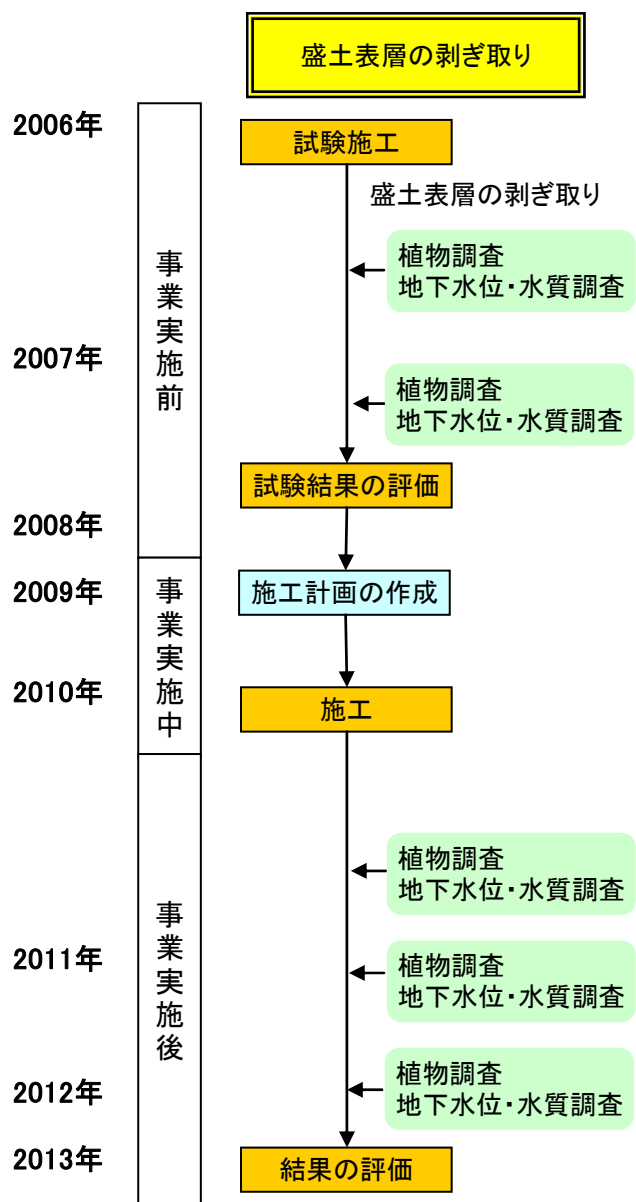 盛土表層の剥ぎ取り
2006年
試験施工
盛土表層の剥ぎ取り
植物調査
地下水位・水質調査
事業実施前
2007年
植物調査
地下水位・水質調査
試験結果の評価
2008年
2009年
事業実施中
施工計画の作成
2010年
施工
植物調査
地下水位・水質調査
事業実施後
2011年
植物調査
地下水位・水質調査
2012年
植物調査
地下水位・水質調査
2013年
結果の評価